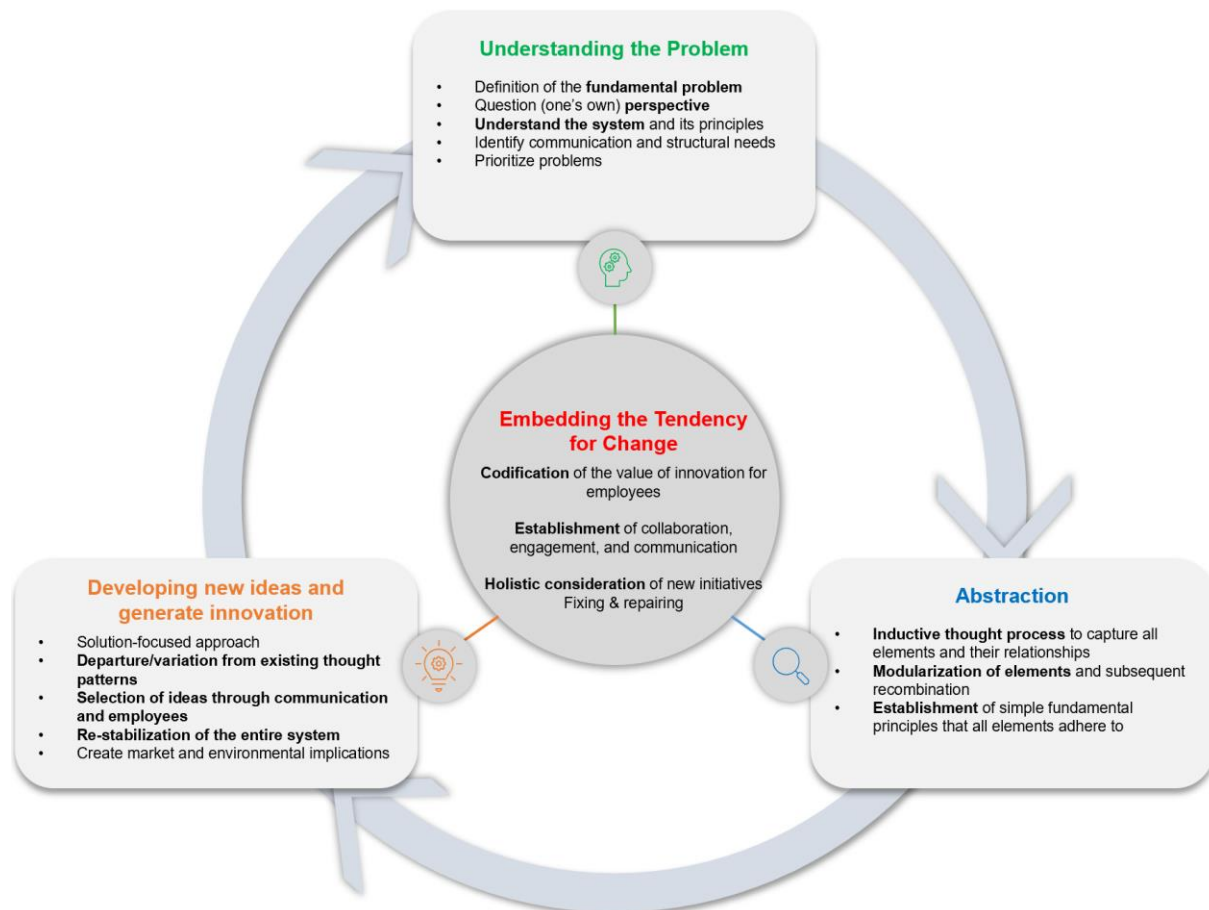 Understanding the Problem
• Definition of the fundamental problem
• Question (one's own) perspective
• Understand the system and its principles
• Identify communication and structural needs
• Prioritize problems
Embedding the Tendency
for Change
Codification of the value of innovation for
employees
Establishment of collaboration,
engagement, and communication
Holistic consideration of new initiatives
Fixing & repairing
Developing new ideas and
generate innovation
• Solution-focused approach
• Departure/variation from existing thought
patterns
• Selection of ideas through communication
and employees
• Re-stabilization of the entire system
• Create market and environmental implications
Abstraction
• Inductive thought process to capture all
elements and their relationships
• Modularization of elements and subsequent
recombination
• Establishment of simple fundamental
principles that all elements adhere to